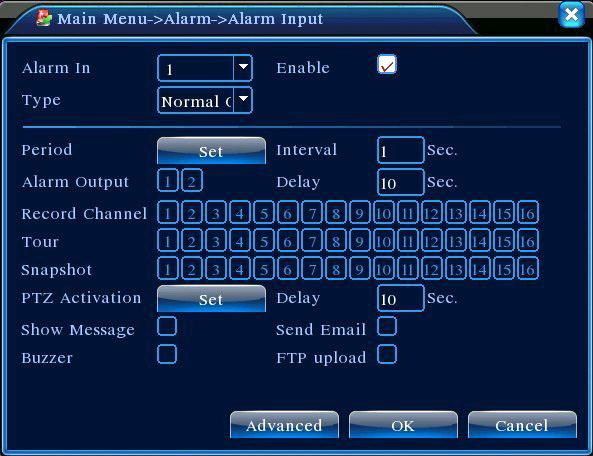 Main Menu->Alarm->Alarm Input
Alarm In 1 Enable
Type Normal
Period Set Interval 1 Sec.
Alarm Output 1 2 Delay 10 Sec.
Record Channel 1 2 3 4 5 6 7 8 9 10 11 12 13 14 15 16
Tour 1 2 3 4 5 6 7 8 9 10 11 12 13 14 15 16
Snapshot 1 2 3 4 5 6 7 8 9 10 11 12 13 14 15 16
PTZ Activation Set Delay 10 Sec.
Show Message Send Email
Buzzer FTP upload
Advanced OK Cancel